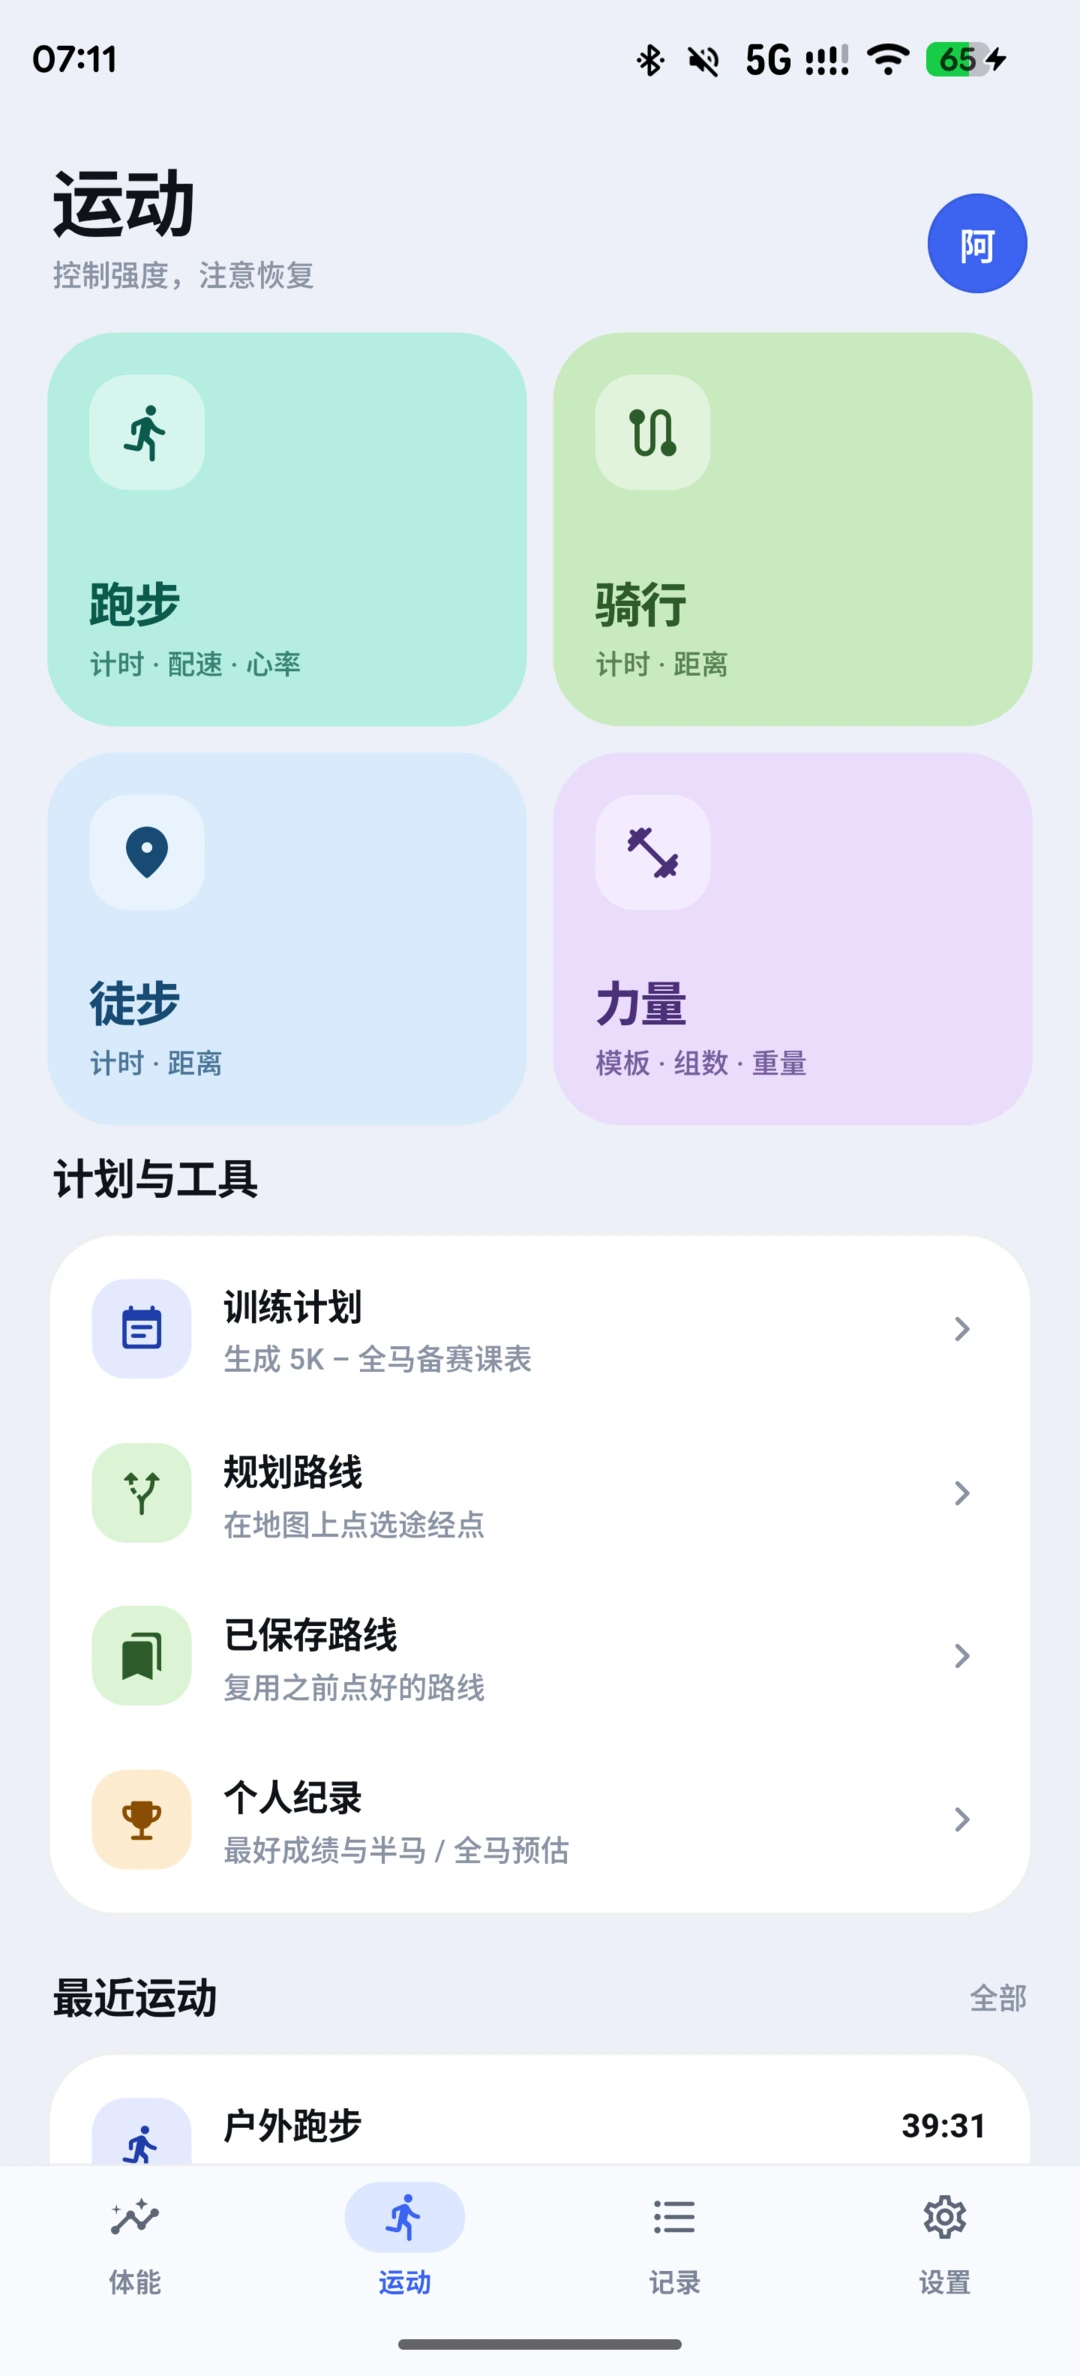 07:11
5G
65
运动
控制强度，注意恢复
阿
跑步
计时 · 配速 · 心率
骑行
计时 · 距离
徒步
计时 · 距离
力量
模板 · 组数 · 重量
计划与工具
训练计划
生成 5K – 全马备赛课表
规划路线
在地图上点选途经点
已保存路线
复用之前点好的路线
个人纪录
最好成绩与半马 / 全马预估
最近运动
全部
户外跑步
39:31
体能
运动
记录
设置